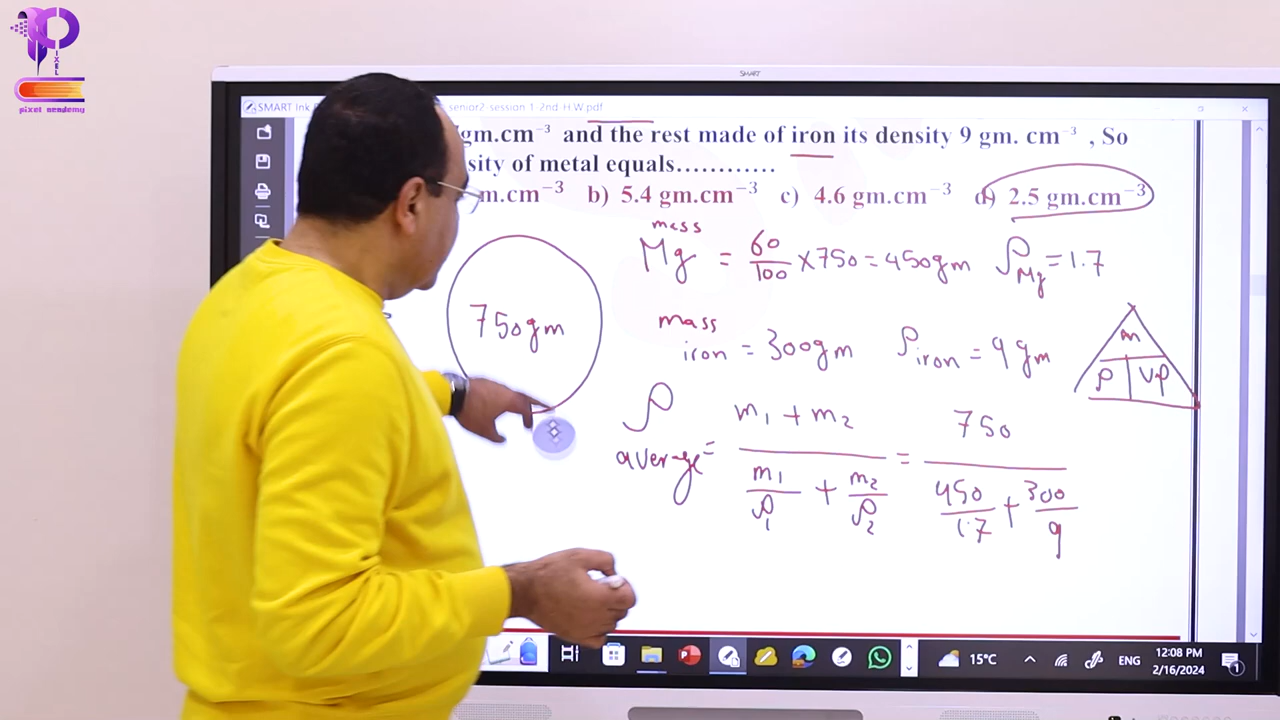 PIXEL
pixel academy
SMART
SMART Ink
senior2 session 1-2nd-H.W.pdf
gm.cm⁻³ and the rest made of iron its density 9 gm. cm⁻³ , So
sity of metal equals............
m.cm⁻³ b) 5.4 gm.cm⁻³ c) 4.6 gm.cm⁻³ d) 2.5 gm.cm⁻³
mass
Mg = 60/100 × 750 = 450gm ρMg = 1.7
750gm
mass
iron = 300gm ρiron = 9 gm
m
ρ V.P
ρ average = (m₁ + m₂)/(m₁/ρ₁ + m₂/ρ₂) = 750/(450/1.7 + 300/9)
15°C
ENG
12:08 PM
2/16/2024
1